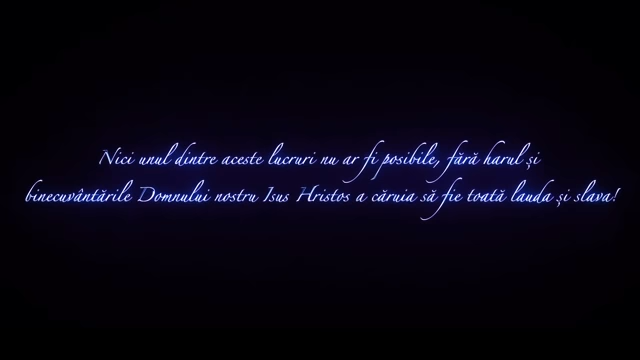 Nici unul dintre aceste lucruri nu ar fi posibile, fără harul și
binecuvântările Domnului nostru Isus Hristos a căruia să fie toată lauda și slava!